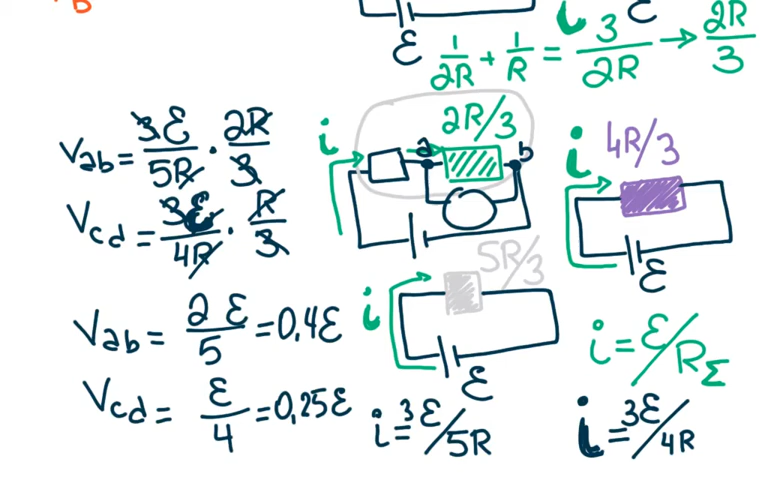 B
ε
i
ε
1/2R + 1/R = 3/2R → 2R/3
Vab = 3ε/5R · 2R/3
Vcd = 3ε/4R · R/3
i
2R/3
a
b
i
4R/3
ε
i
5R/3
ε
Vab = 2ε/5 = 0,4ε
Vcd = ε/4 = 0,25ε
i = 3ε/5R
i = ε/RΣ
i = 3ε/4R